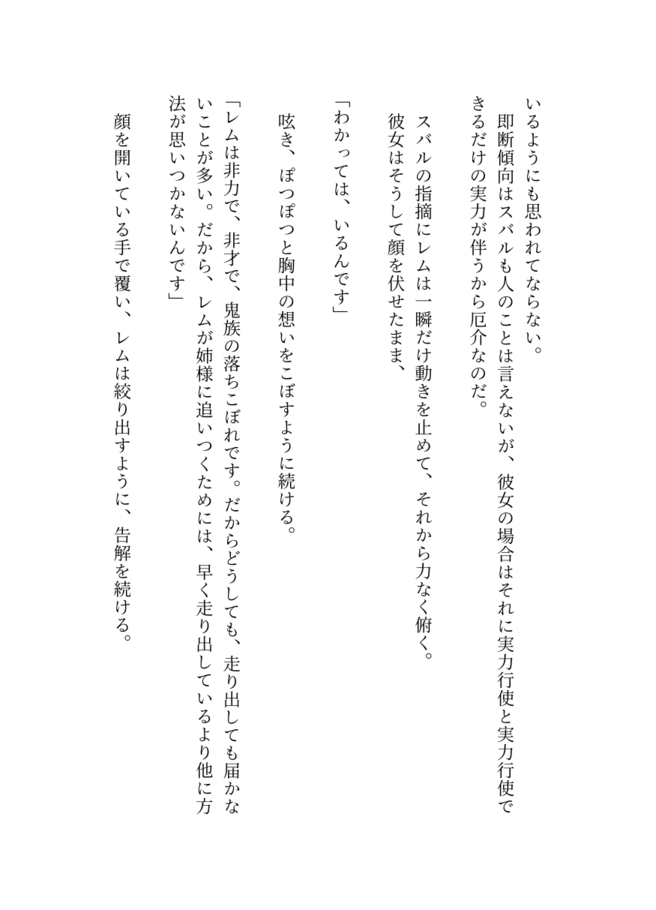 いるようにも思われてならない。
即断傾向はスバルも人のことは言えないが、彼女の場合はそれに実力行使と実力行使で
きるだけの実力が伴うから厄介なのだ。
スバルの指摘にレムは一瞬だけ動きを止めて、それから力なく俯く。
彼女はそうして顔を伏せたまま、
「わかっては、いるんです」
呟き、ぽつぽつと胸中の想いをこぼすように続ける。
「レムは非力で、非才で、鬼族の落ちこぼれです。だからどうしても、走り出しても届かな
いことが多い。だから、レムが姉様に追いつくためには、早く走り出しているより他に方
法が思いつかないんです」
顔を開いている手で覆い、レムは絞り出すように、告解を続ける。